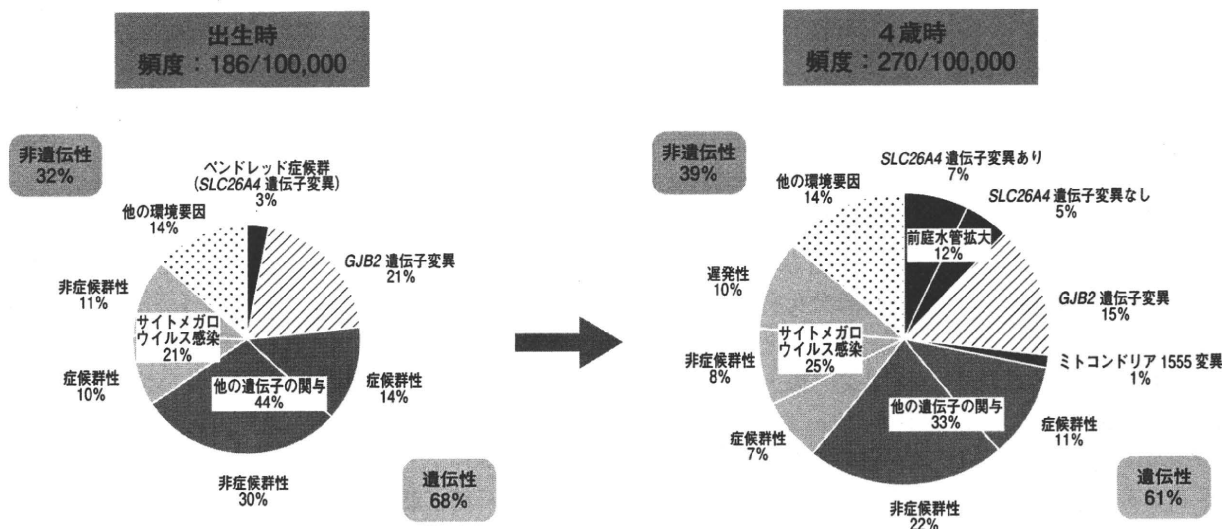 出生時
頻度：186/100,000
非遺伝性
32%
ペンドレッド症候群
(SLC26A4 遺伝子変異)
3%
他の環境要因
14%
GJB2 遺伝子変異
21%
非症候群性
11%
サイトメガロ
ウイルス感染
21%
症候群性
10%
他の遺伝子の関与
44%
症候群性
14%
非症候群性
30%
遺伝性
68%
4歳時
頻度：270/100,000
非遺伝性
39%
SLC26A4 遺伝子変異あり
7%
SLC26A4 遺伝子変異なし
5%
他の環境要因
14%
前庭水管拡大
12%
遅発性
10%
GJB2 遺伝子変異
15%
サイトメガロ
ウイルス感染
25%
ミトコンドリア 1555 変異
1%
非症候群性
8%
他の遺伝子の関与
33%
症候群性
7%
症候群性
11%
非症候群性
22%
遺伝性
61%